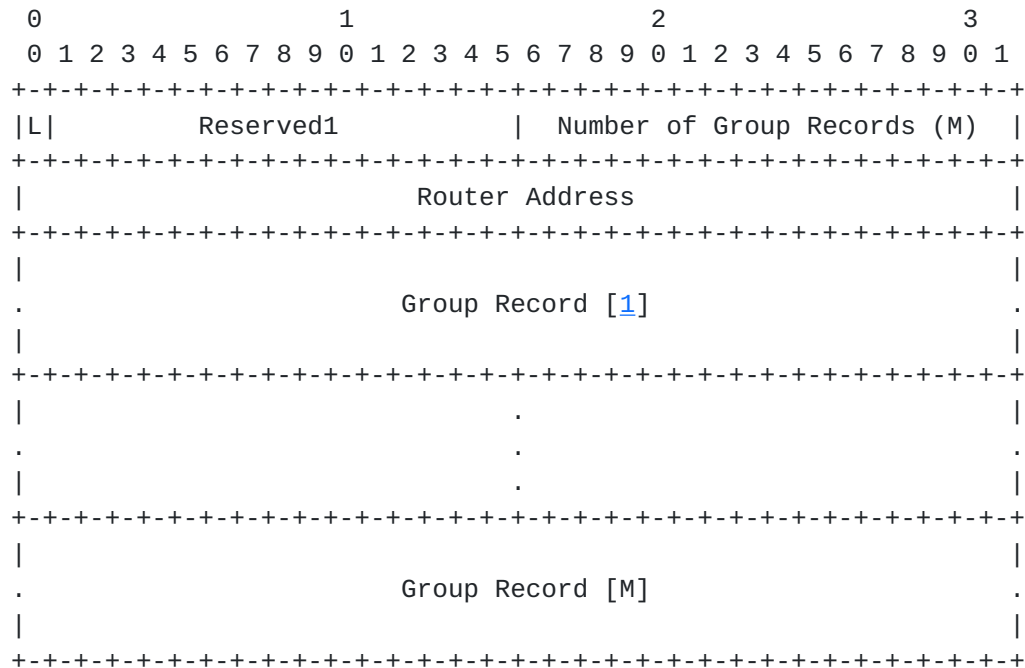 0                   1                   2                   3
 0 1 2 3 4 5 6 7 8 9 0 1 2 3 4 5 6 7 8 9 0 1 2 3 4 5 6 7 8 9 0 1
+-+-+-+-+-+-+-+-+-+-+-+-+-+-+-+-+-+-+-+-+-+-+-+-+-+-+-+-+-+-+-+-+
|L|         Reserved1           |  Number of Group Records (M)  |
+-+-+-+-+-+-+-+-+-+-+-+-+-+-+-+-+-+-+-+-+-+-+-+-+-+-+-+-+-+-+-+-+
|                         Router Address                        |
+-+-+-+-+-+-+-+-+-+-+-+-+-+-+-+-+-+-+-+-+-+-+-+-+-+-+-+-+-+-+-+-+
|                                                               |
.                        Group Record [1]                       .
|                                                               |
+-+-+-+-+-+-+-+-+-+-+-+-+-+-+-+-+-+-+-+-+-+-+-+-+-+-+-+-+-+-+-+-+
|                               .                               |
.                               .                               .
|                               .                               |
+-+-+-+-+-+-+-+-+-+-+-+-+-+-+-+-+-+-+-+-+-+-+-+-+-+-+-+-+-+-+-+-+
|                                                               |
.                        Group Record [M]                       .
|                                                               |
+-+-+-+-+-+-+-+-+-+-+-+-+-+-+-+-+-+-+-+-+-+-+-+-+-+-+-+-+-+-+-+-+